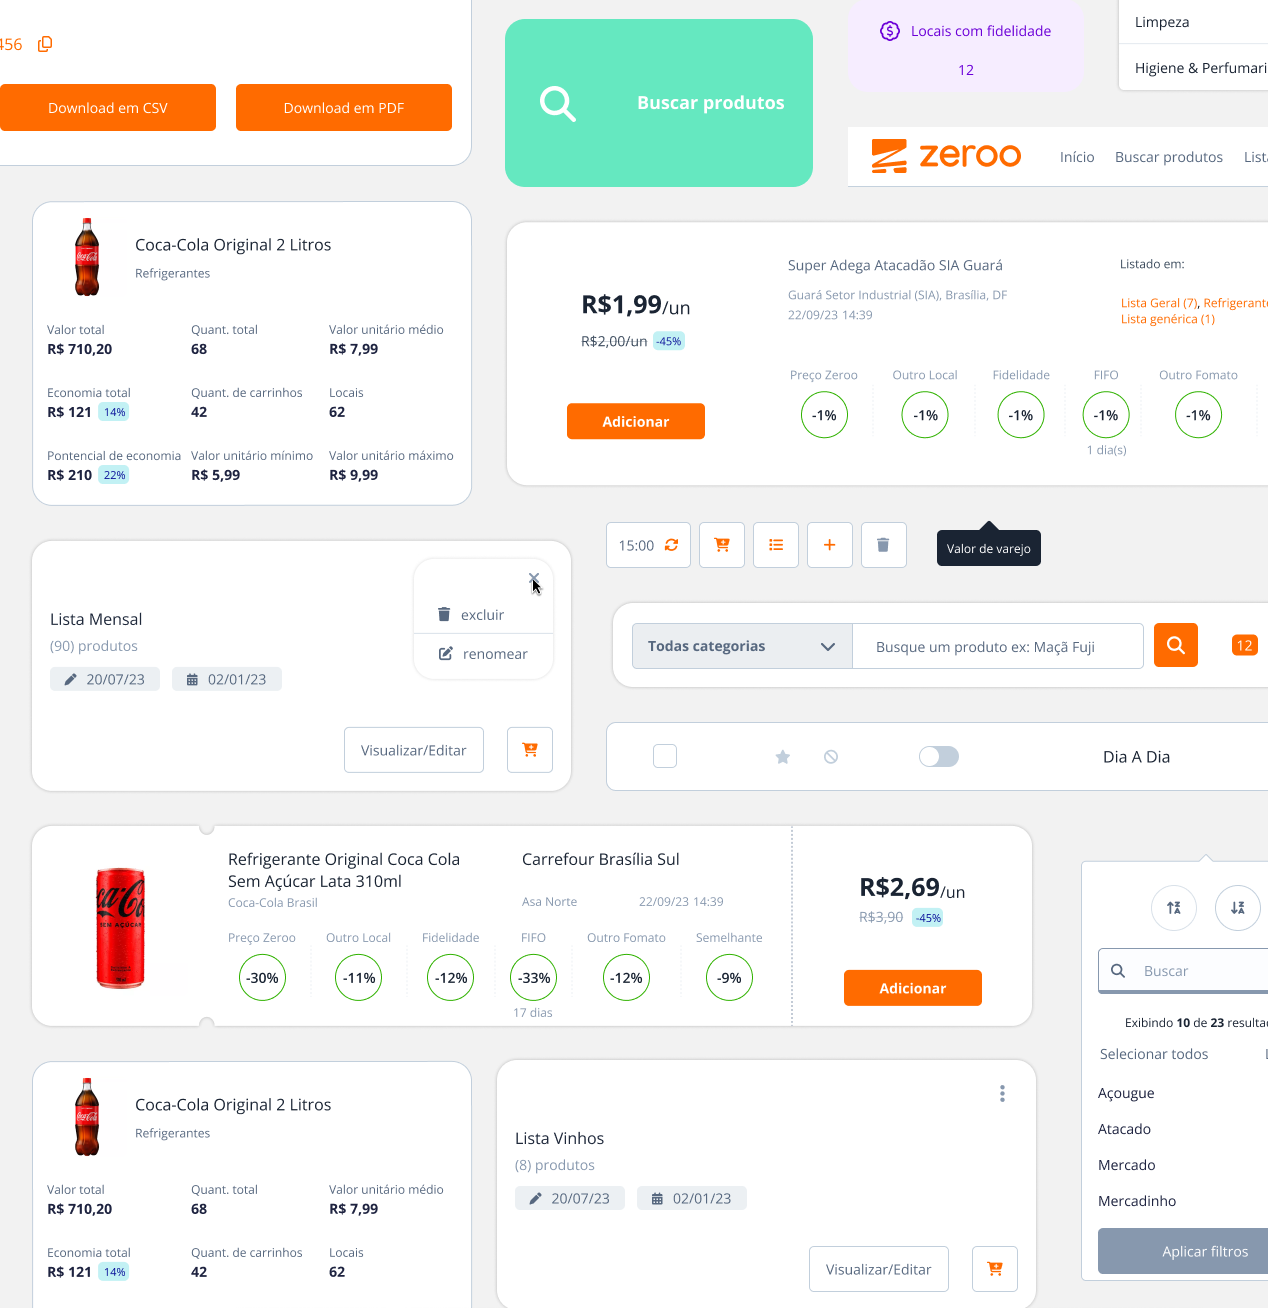 456
Download em CSV
Download em PDF
Buscar produtos
Locais com fidelidade
12
Limpeza
Higiene & Perfumari
zeroo
Início
Buscar produtos
List
Coca-Cola Original 2 Litros
Refrigerantes
Valor total
Quant. total
Valor unitário médio
R$ 710,20
68
R$ 7,99
Economia total
Quant. de carrinhos
Locais
R$ 121
14%
42
62
Pontencial de economia
Valor unitário mínimo
Valor unitário máximo
R$ 210
22%
R$ 5,99
R$ 9,99
R$1,99/un
R$2,00/un
-45%
Adicionar
Super Adega Atacadão SIA Guará
Guará Setor Industrial (SIA), Brasília, DF
22/09/23 14:39
Listado em:
Lista Geral (7), Refrigerant
Lista genérica (1)
Preço Zeroo
Outro Local
Fidelidade
FIFO
Outro Fomato
-1%
-1%
-1%
-1%
-1%
1 dia(s)
15:00
Valor de varejo
Lista Mensal
(90) produtos
20/07/23
02/01/23
excluir
renomear
Visualizar/Editar
Todas categorias
Busque um produto ex: Maçã Fuji
12
Dia A Dia
Refrigerante Original Coca Cola
Sem Açúcar Lata 310ml
Coca-Cola Brasil
Carrefour Brasília Sul
Asa Norte
22/09/23 14:39
Preço Zeroo
Outro Local
Fidelidade
FIFO
Outro Fomato
Semelhante
-30%
-11%
-12%
-33%
-12%
-9%
17 dias
R$2,69/un
R$3,90
-45%
Adicionar
Buscar
Exibindo 10 de 23 resulta
Selecionar todos
Açougue
Atacado
Mercado
Mercadinho
Aplicar filtros
Coca-Cola Original 2 Litros
Refrigerantes
Valor total
Quant. total
Valor unitário médio
R$ 710,20
68
R$ 7,99
Economia total
Quant. de carrinhos
Locais
R$ 121
14%
42
62
Lista Vinhos
(8) produtos
20/07/23
02/01/23
Visualizar/Editar